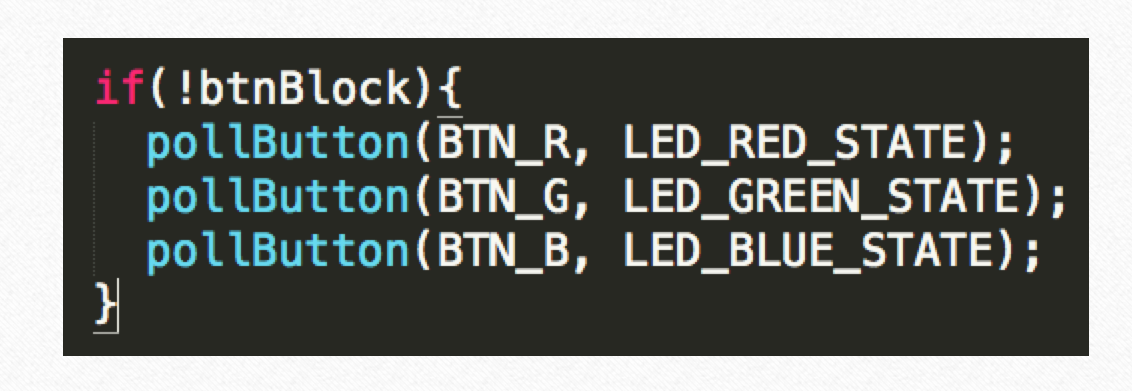 if(!btnBlock){
  pollButton(BTN_R, LED_RED_STATE);
  pollButton(BTN_G, LED_GREEN_STATE);
  pollButton(BTN_B, LED_BLUE_STATE);
}